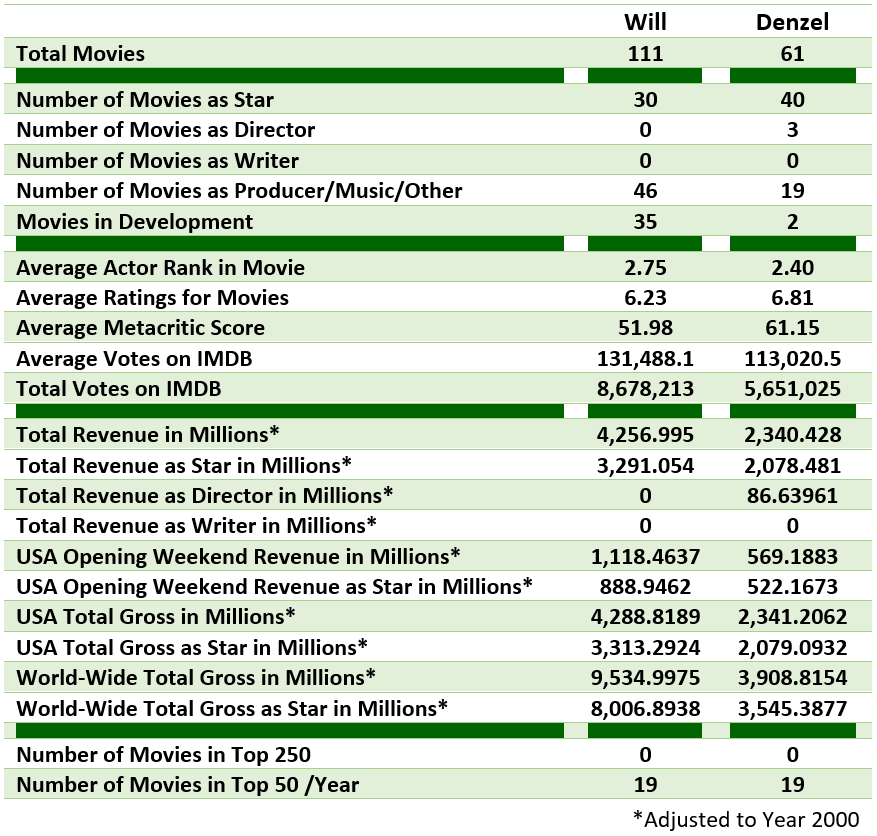 Will Denzel
Total Movies 111 61
Number of Movies as Star 30 40
Number of Movies as Director 0 3
Number of Movies as Writer 0 0
Number of Movies as Producer/Music/Other 46 19
Movies in Development 35 2
Average Actor Rank in Movie 2.75 2.40
Average Ratings for Movies 6.23 6.81
Average Metacritic Score 51.98 61.15
Average Votes on IMDB 131,488.1 113,020.5
Total Votes on IMDB 8,678,213 5,651,025
Total Revenue in Millions* 4,256.995 2,340.428
Total Revenue as Star in Millions* 3,291.054 2,078.481
Total Revenue as Director in Millions* 0 86.63961
Total Revenue as Writer in Millions* 0 0
USA Opening Weekend Revenue in Millions* 1,118.4637 569.1883
USA Opening Weekend Revenue as Star in Millions* 888.9462 522.1673
USA Total Gross in Millions* 4,288.8189 2,341.2062
USA Total Gross as Star in Millions* 3,313.2924 2,079.0932
World-Wide Total Gross in Millions* 9,534.9975 3,908.8154
World-Wide Total Gross as Star in Millions* 8,006.8938 3,545.3877
Number of Movies in Top 250 0 0
Number of Movies in Top 50 /Year 19 19
*Adjusted to Year 2000